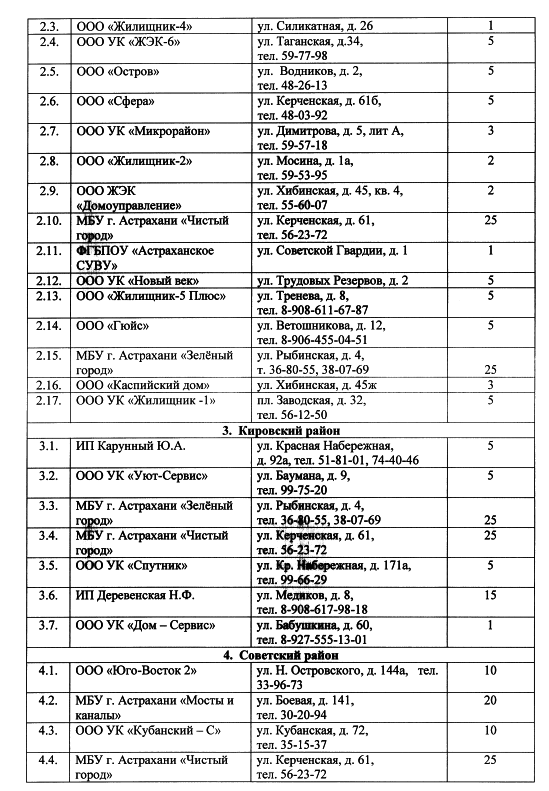 2.3. ООО «Жилищник-4» ул. Силикатная, д. 26 1
2.4. ООО УК «ЖЭК-6» ул. Таганская, д.34, 5
тел. 59-77-98
2.5. ООО «Остров» ул. Водников, д. 2, 5
тел. 48-26-13
2.6. ООО «Сфера» ул. Керченская, д. 61б, 5
тел. 48-03-92
2.7. ООО УК «Микрорайон» ул. Димитрова, д. 5, лит А, 3
тел. 59-57-18
2.8. ООО «Жилищник-2» ул. Мосина, д. 1а, 2
тел. 59-53-95
2.9. ООО ЖЭК ул. Хибинская, д. 45, кв. 4, 2
«Домоуправление» тел. 55-60-07
2.10. МБУ г. Астрахани «Чистый ул. Керченская, д. 61, 25
город» тел. 56-23-72
2.11. ФГБПОУ «Астраханское ул. Советской Гвардии, д. 1 1
СУВУ»
2.12. ООО УК «Новый век» ул. Трудовых Резервов, д. 2 5
2.13. ООО «Жилищник-5 Плюс» ул. Тренева, д. 8, 5
тел. 8-908-611-67-87
2.14. ООО «Гюйс» ул. Ветошникова, д. 12, 5
тел. 8-906-455-04-51
2.15. МБУ г. Астрахани «Зелёный ул. Рыбинская, д. 4,
город» т. 36-80-55, 38-07-69 25
2.16. ООО «Каспийский дом» ул. Хибинская, д. 45ж 3
2.17. ООО УК «Жилищник -1» пл. Заводская, д. 32, 5
тел. 56-12-50
3. Кировский район
3.1. ИП Карунный Ю.А. ул. Красная Набережная, 5
д. 92а, тел. 51-81-01, 74-40-46
3.2. ООО УК «Уют-Сервис» ул. Баумана, д. 9, 5
тел. 99-75-20
3.3. МБУ г. Астрахани «Зелёный ул. Рыбинская, д. 4,
город» тел. 36-80-55, 38-07-69 25
3.4. МБУ г. Астрахани «Чистый ул. Керченская, д. 61, 25
город» тел. 56-23-72
3.5. ООО УК «Спутник» ул. Кр. Набережная, д. 171а, 5
тел. 99-66-29
3.6. ИП Деревенская Н.Ф. ул. Медиков, д. 8, 15
тел. 8-908-617-98-18
3.7. ООО УК «Дом – Сервис» ул. Бабушкина, д. 60, 1
тел. 8-927-555-13-01
4. Советский район
4.1. ООО «Юго-Восток 2» ул. Н. Островского, д. 144а, тел. 10
33-96-73
4.2. МБУ г. Астрахани «Мосты и ул. Боевая, д. 141, 20
каналы» тел. 30-20-94
4.3. ООО УК «Кубанский – С» ул. Кубанская, д. 72, 10
тел. 35-15-37
4.4. МБУ г. Астрахани «Чистый ул. Керченская, д. 61, 25
город» тел. 56-23-72